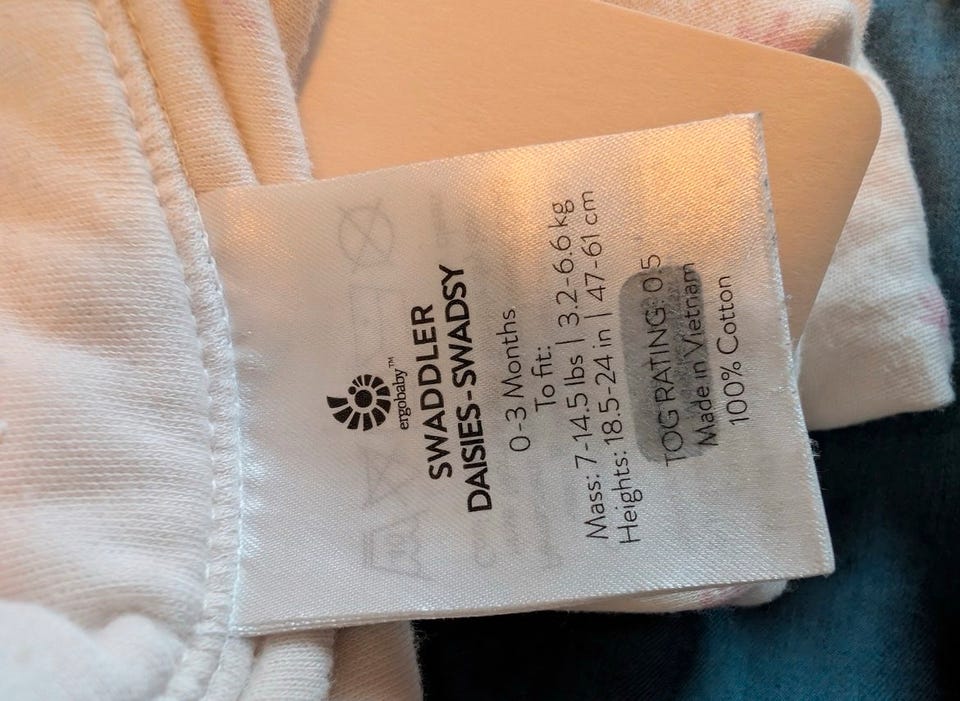 ergobaby™
SWADDLER
DAISIES-SWADSY
0-3 Months
To fit:
Mass: 7-14.5 lbs | 3.2-6.6 kg
Heights: 18.5-24 in | 47-61 cm
TOG RATING: 0.5
Made in Vietnam
100% Cotton